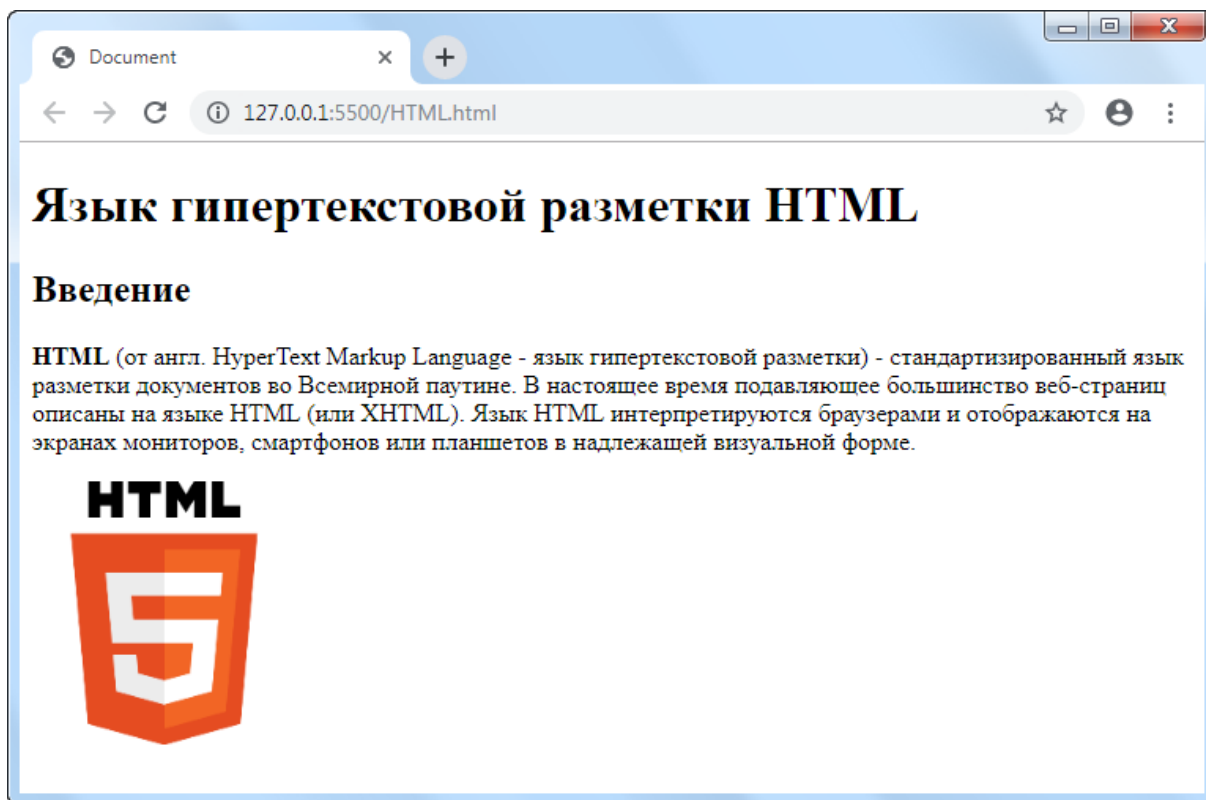 Document
127.0.0.1:5500/HTML.html
Язык гипертекстовой разметки HTML
Введение
HTML (от англ. HyperText Markup Language - язык гипертекстовой разметки) - стандартизированный язык
разметки документов во Всемирной паутине. В настоящее время подавляющее большинство веб-страниц
описаны на языке HTML (или XHTML). Язык HTML интерпретируются браузерами и отображаются на
экранах мониторов, смартфонов или планшетов в надлежащей визуальной форме.
HTML
5